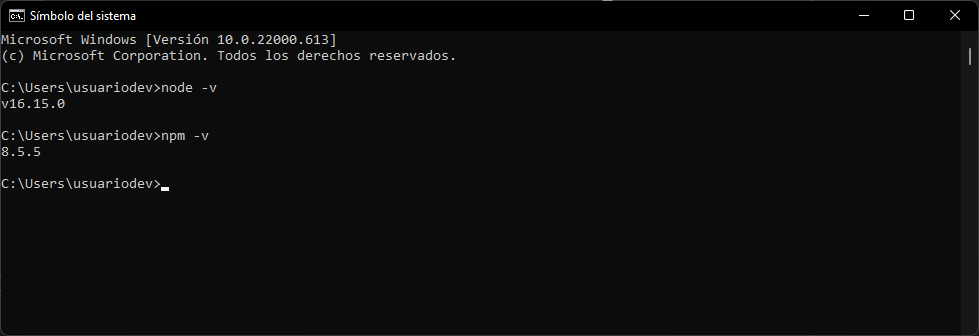 Símbolo del sistema
Microsoft Windows [Versión 10.0.22000.613]
(c) Microsoft Corporation. Todos los derechos reservados.
C:\Users\usuariodev>node -v
v16.15.0
C:\Users\usuariodev>npm -v
8.5.5
C:\Users\usuariodev>